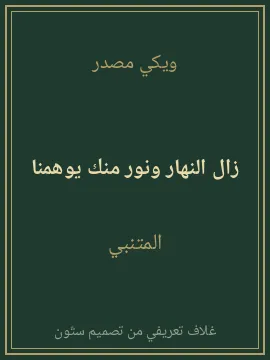 ويكي مصدر
زال النهار ونور منك يوهمنا
المتنبي
غلاف تعريفي من تصميم سثون